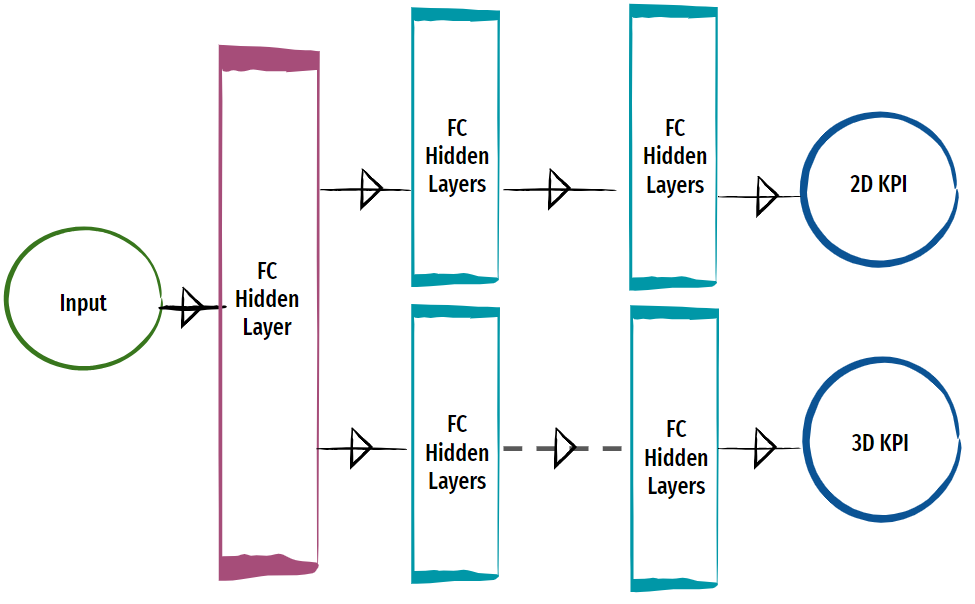 Input
FC
Hidden
Layer
FC
Hidden
Layers
FC
Hidden
Layers
2D KPI
FC
Hidden
Layers
FC
Hidden
Layers
3D KPI